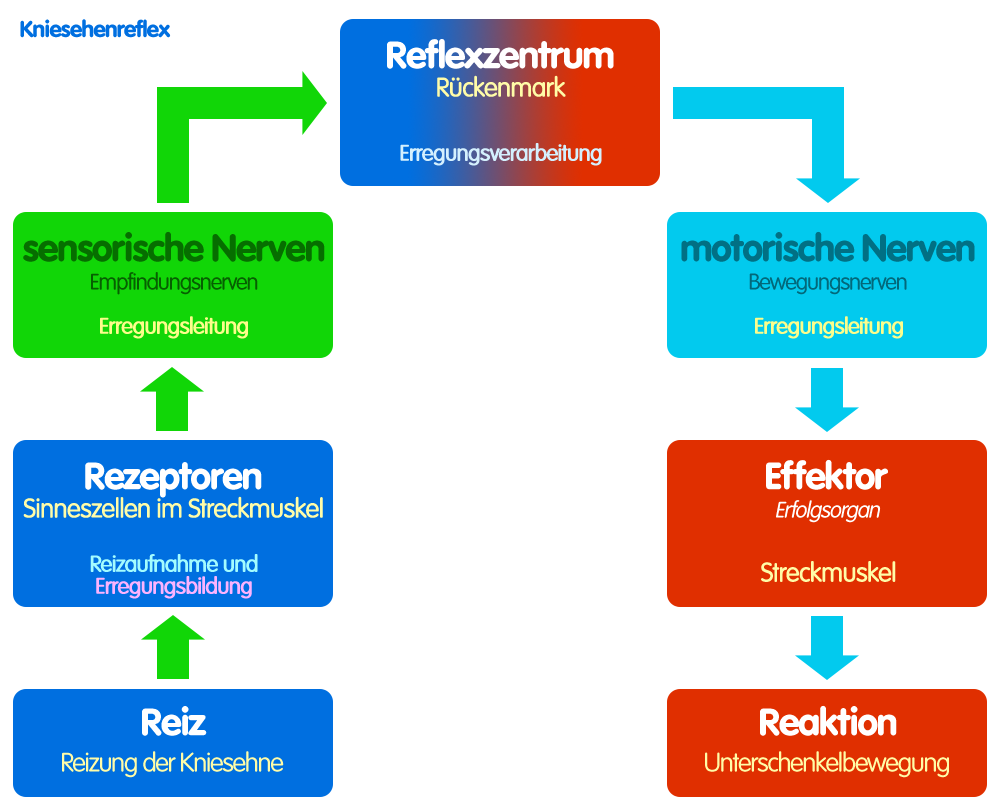 Kniesehenreflex
Reflexzentrum
Rückenmark
Erregungsverarbeitung
sensorische Nerven
Empfindungsnerven
Erregungsleitung
motorische Nerven
Bewegungsnerven
Erregungsleitung
Rezeptoren
Sinneszellen im Streckmuskel
Reizaufnahme und
Erregungsbildung
Effektor
Erfolgsorgan
Streckmuskel
Reiz
Reizung der Kniesehne
Reaktion
Unterschenkelbewegung